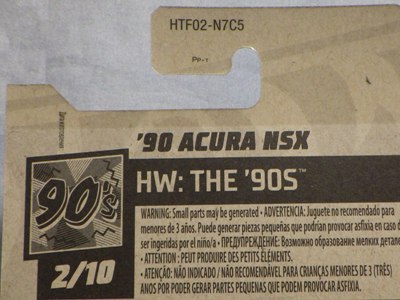 HTF02-N7C5
PP-T
'90 ACURA NSX
90's
HW: THE '90S™
WARNING: Small parts may be generated • ADVERTENCIA: Juguete no recomendado para
menores de 3 años. Puede generar piezas pequeñas que podrían provocar asfixia en caso d
ser ingeridas por el niño/a • ПРЕДУПРЕЖДЕНИЕ: Возможно образование мелких детале
2/10
• ATTENTION : PEUT PRODUIRE DES PETITS ÉLÉMENTS.
• ATENÇÃO: NÃO INDICADO / NÃO RECOMENDÁVEL PARA CRIANÇAS MENORES DE 3 (TRÊS)
ANOS POR GERAR PARTES PEQUENAS QUE PODEM PROVOCAR ASFIXIA.